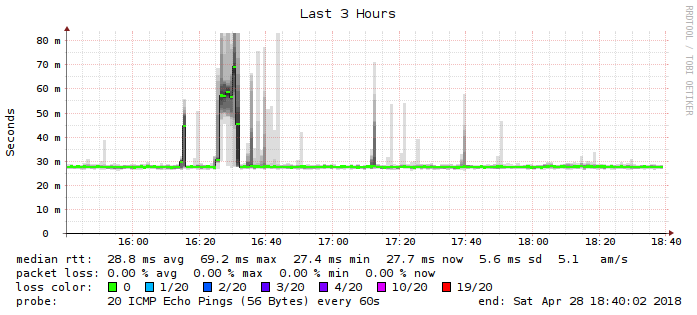 Last 3 Hours
RRDTOOL / TOBI OETIKER
Seconds
80 m
70 m
60 m
50 m
40 m
30 m
20 m
10 m
0
16:00 16:20 16:40 17:00 17:20 17:40 18:00 18:20 18:40
median rtt: 28.8 ms avg 69.2 ms max 27.4 ms min 27.7 ms now 5.6 ms sd 5.1 am/s
packet loss: 0.00 % avg 0.00 % max 0.00 % min 0.00 % now
loss color: 0 1/20 2/20 3/20 4/20 10/20 19/20
probe: 20 ICMP Echo Pings (56 Bytes) every 60s end: Sat Apr 28 18:40:02 2018